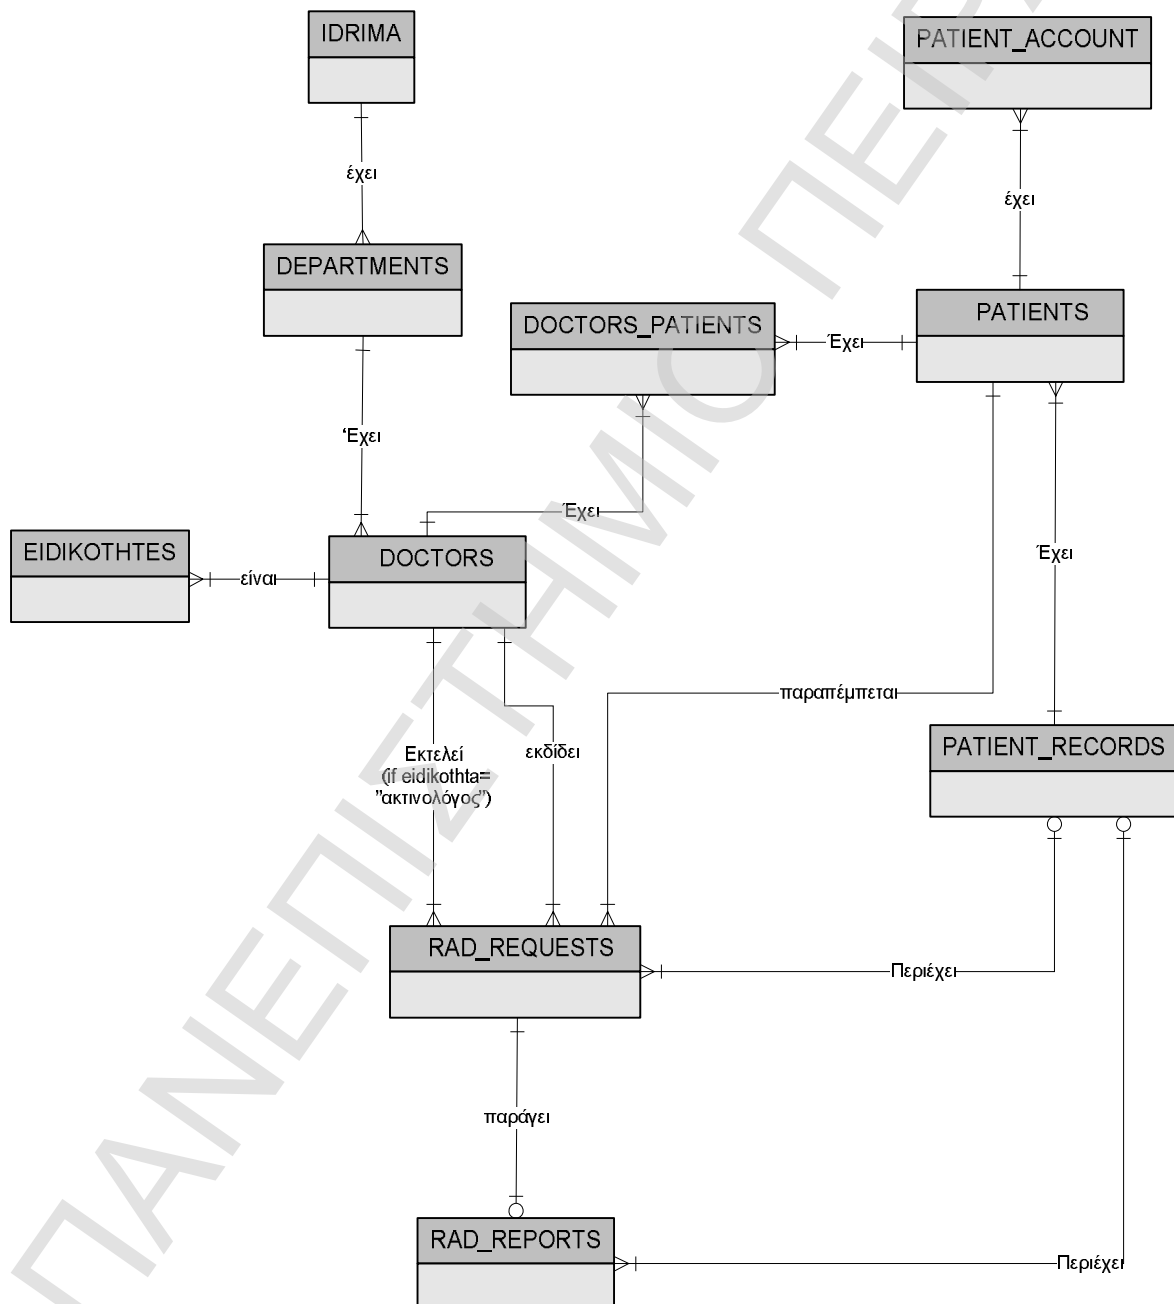 IDRIMA
PATIENT_ACCOUNT
έχει
έχει
DEPARTMENTS
PATIENTS
DOCTORS_PATIENTS
Έχει
Έχει
‘Εχει
DOCTORS
EIDIKOTHTES
είναι
Έχει
παραπέμπεται
PATIENT_RECORDS
Εκτελεί
(if eidikothta=
”ακτινολόγος”)
εκδίδει
RAD_REQUESTS
Περιέχει
παράγει
RAD_REPORTS
Περιέχει
ΠΑΝΕΠΙΣΤΗΜΙΟ ΠΕΙΡΑ